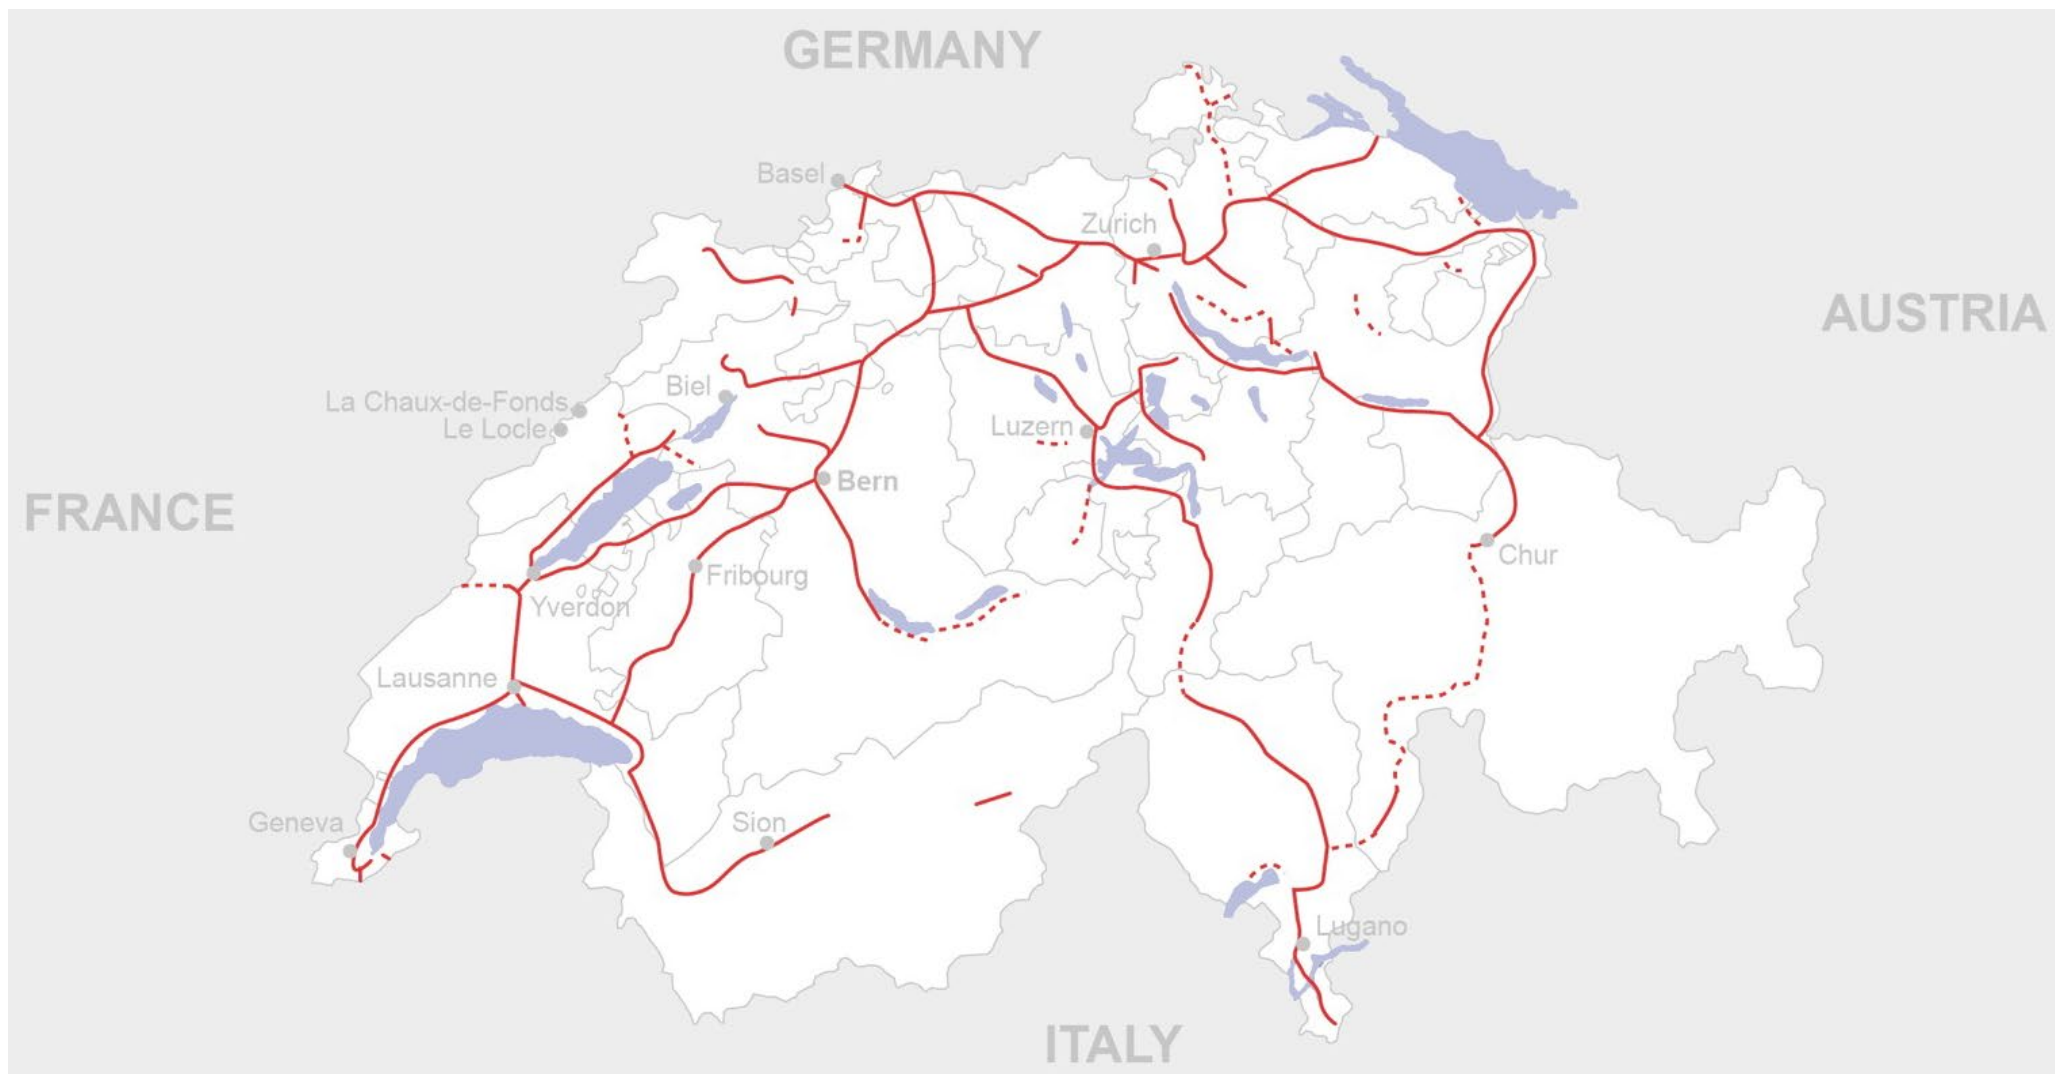 GERMANY
Basel
Zurich
AUSTRIA
Biel
La Chaux-de-Fonds
Le Locle
Luzern
Bern
FRANCE
Chur
Fribourg
Yverdon
Lausanne
Geneva
Sion
Lugano
ITALY